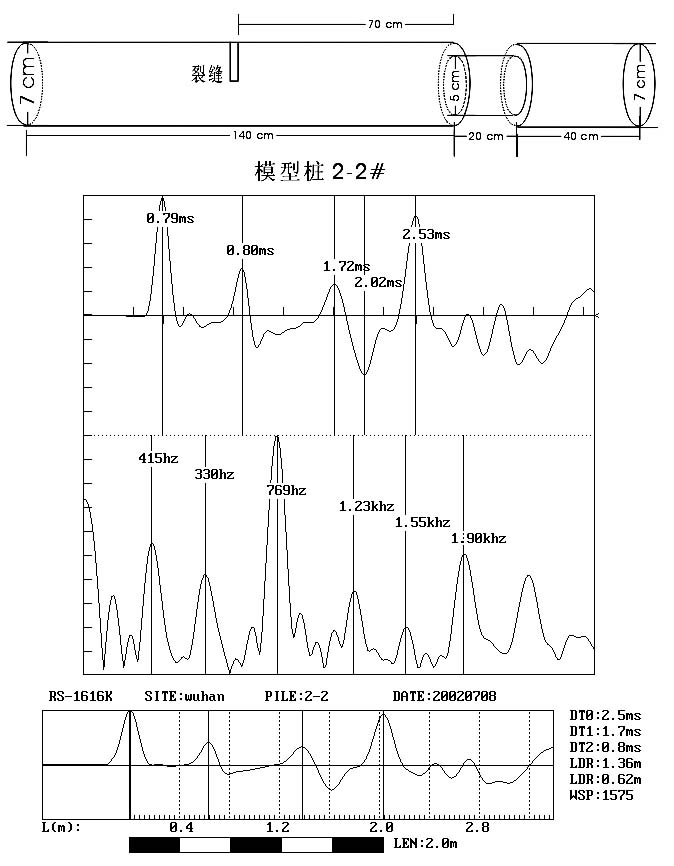 70 cm
裂缝
7 cm
5 cm
7 cm
140 cm
20 cm
40 cm
模型桩 2-2#
0.79ms
0.80ms
1.72ms
2.02ms
2.53ms
415hz
330hz
769hz
1.23khz
1.55khz
1.90khz
RS-1616K SITE:wuhan PILE:2-2 DATE:20020708
DT0:2.5ms
DT1:1.7ms
DT2:0.8ms
LDR:1.36m
LDR:0.62m
WSP:1575
L(m): 0.4 1.2 2.0 2.8
LEN:2.0m